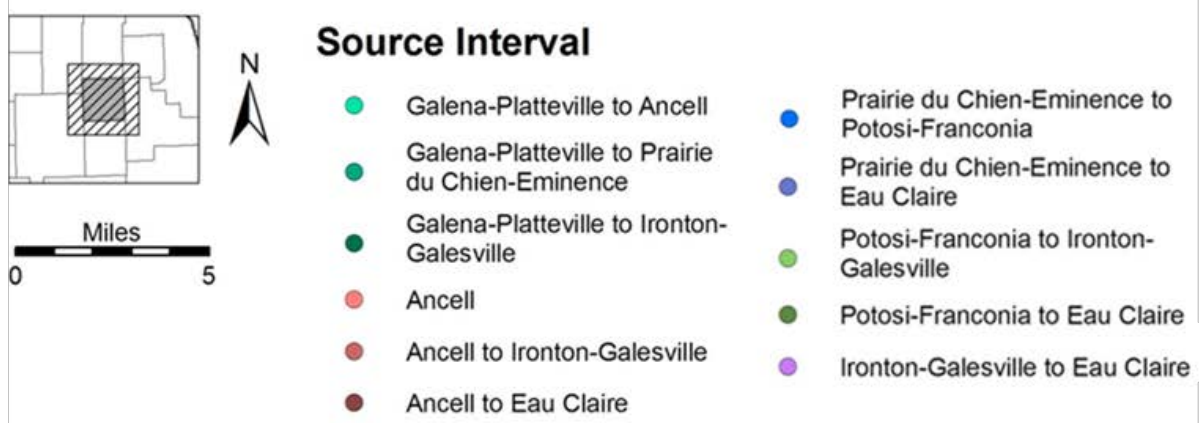 N
Miles
0 5
Source Interval
Galena-Platteville to Ancell
Galena-Platteville to Prairie
du Chien-Eminence
Galena-Platteville to Ironton-
Galesville
Ancell
Ancell to Ironton-Galesville
Ancell to Eau Claire
Prairie du Chien-Eminence to
Potosi-Franconia
Prairie du Chien-Eminence to
Eau Claire
Potosi-Franconia to Ironton-
Galesville
Potosi-Franconia to Eau Claire
Ironton-Galesville to Eau Claire